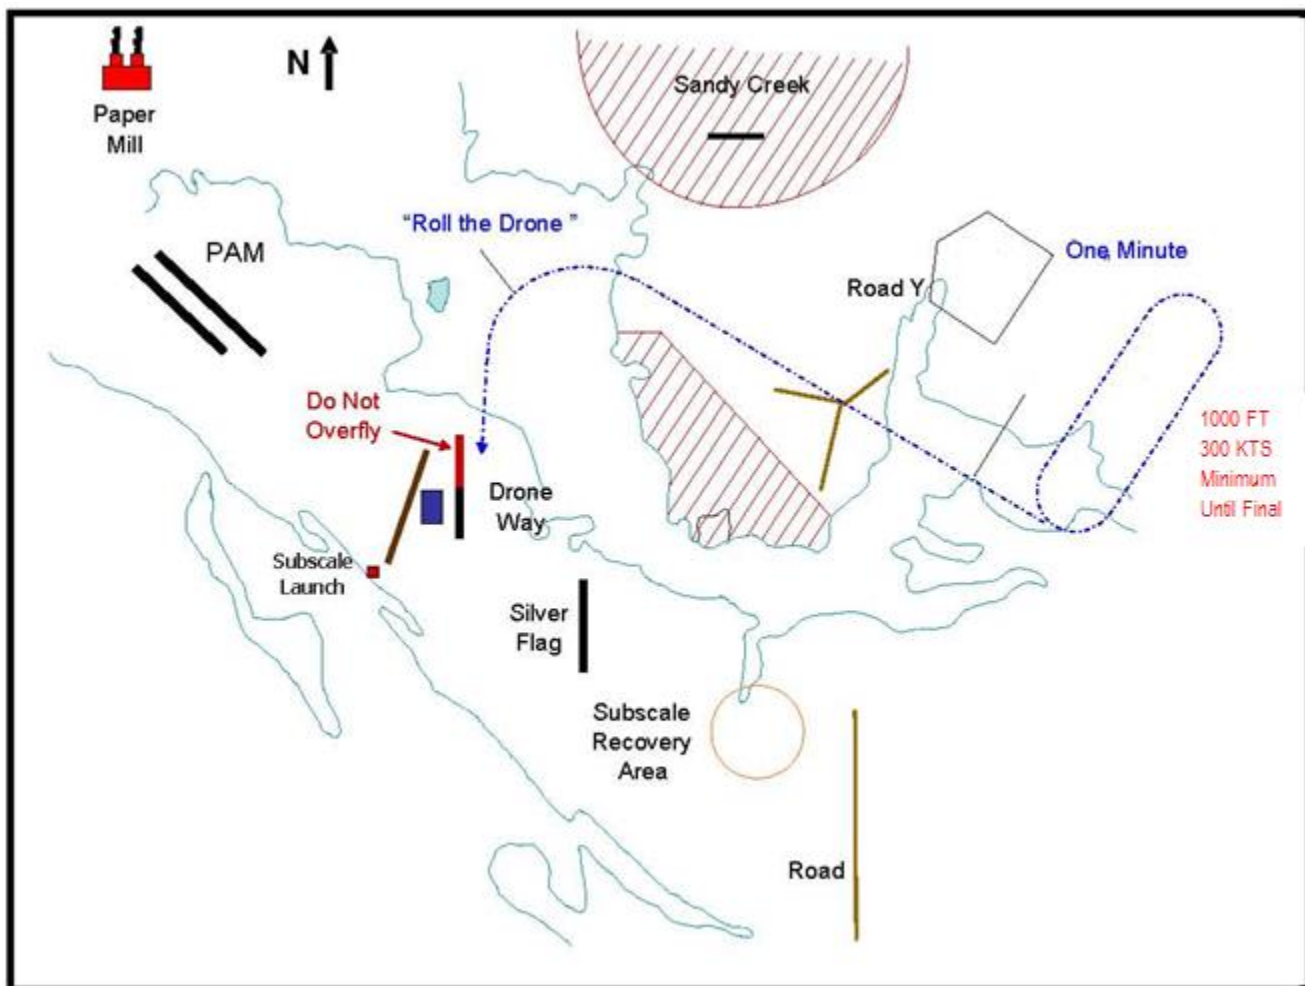 Paper
Mill
N
Sandy Creek
"Roll the Drone "
PAM
One Minute
Road Y
Do Not
Overfly
1000 FT
300 KTS
Minimum
Until Final
Drone
Way
Subscale
Launch
Silver
Flag
Subscale
Recovery
Area
Road